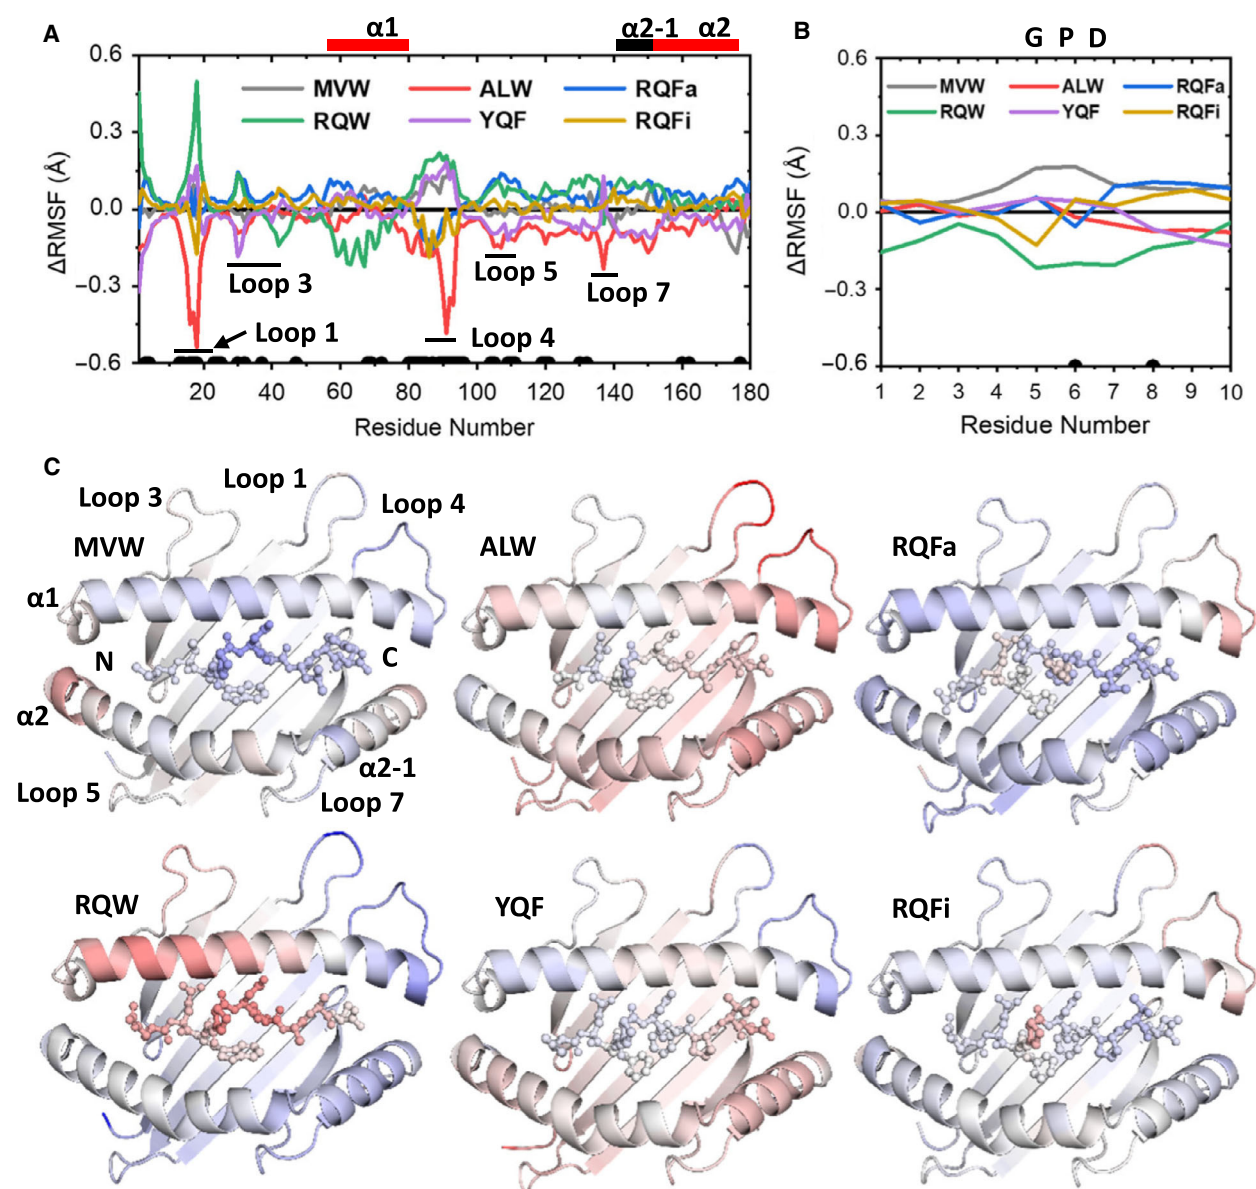 A
α1
α2-1 α2
ΔRMSF (Å)
0.6
0.3
0.0
−0.3
−0.6
MVW
ALW
RQFa
RQW
YQF
RQFi
Loop 3
Loop 1
Loop 4
Loop 5
Loop 7
20 40 60 80 100 120 140 160 180
Residue Number
B
G P D
ΔRMSF (Å)
0.6
0.3
0.0
−0.3
−0.6
MVW
ALW
RQFa
RQW
YQF
RQFi
1 2 3 4 5 6 7 8 9 10
Residue Number
C
Loop 3
Loop 1
Loop 4
MVW
α1
N
C
α2
α2-1
Loop 5
Loop 7
ALW
RQFa
RQW
YQF
RQFi